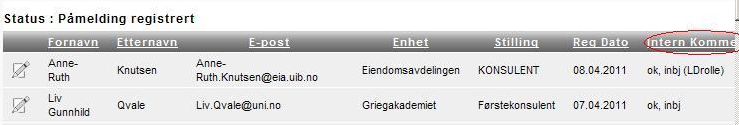 Status : Påmelding registrert
Fornavn Etternavn E-post Enhet Stilling Reg Dato Intern Komme
Anne-
Ruth Knutsen Anne-
Ruth.Knutsen@eia.uib.no Eiendomsavdelingen KONSULENT 08.04.2011 ok, inbj (LDrolle)
Liv
Gunnhild Qvale Liv.Qvale@uni.no Griegakademiet Førstekonsulent 07.04.2011 ok, inbj